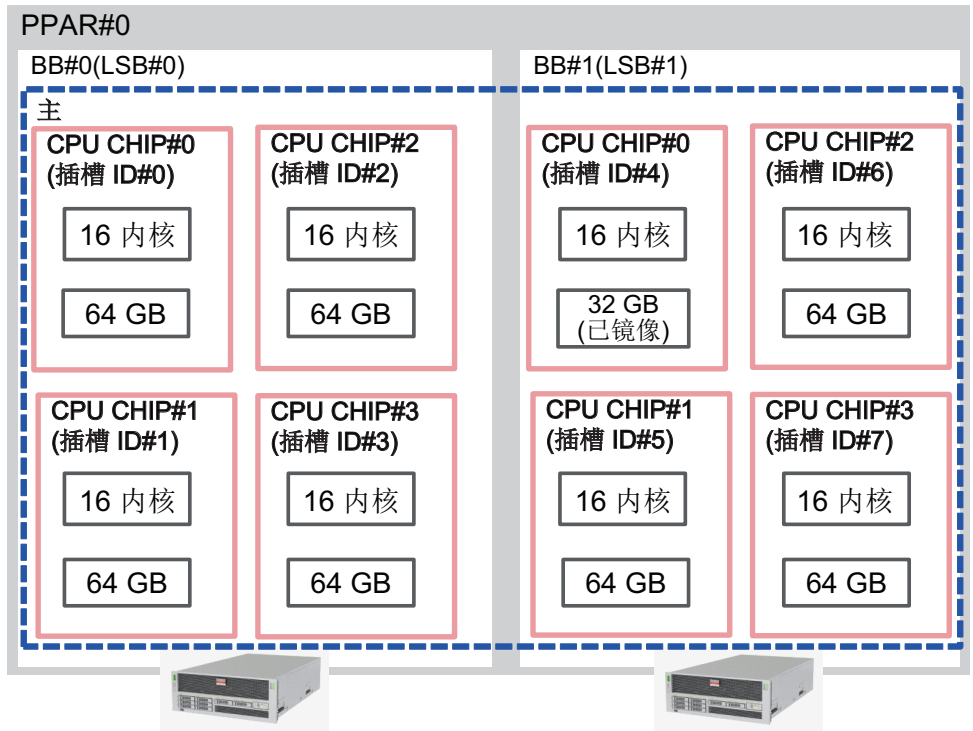 PPAR#0
BB#0(LSB#0)
主
CPU CHIP#0
(插槽 ID#0)
16 内核
64 GB
CPU CHIP#2
(插槽 ID#2)
16 内核
64 GB
CPU CHIP#1
(插槽 ID#1)
16 内核
64 GB
CPU CHIP#3
(插槽 ID#3)
16 内核
64 GB
BB#1(LSB#1)
CPU CHIP#0
(插槽 ID#4)
16 内核
32 GB
(已镜像)
CPU CHIP#2
(插槽 ID#6)
16 内核
64 GB
CPU CHIP#1
(插槽 ID#5)
16 内核
64 GB
CPU CHIP#3
(插槽 ID#7)
16 内核
64 GB